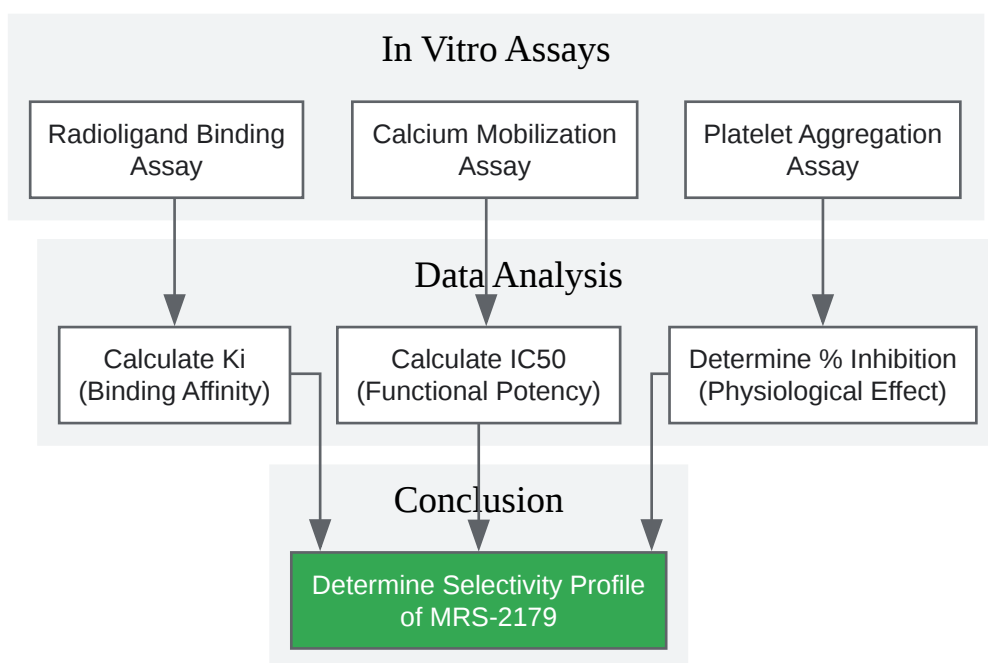 In Vitro Assays
Radioligand Binding
Assay
Calcium Mobilization
Assay
Platelet Aggregation
Assay
Data Analysis
Calculate Ki
(Binding Affinity)
Calculate IC50
(Functional Potency)
Determine % Inhibition
(Physiological Effect)
Conclusion
Determine Selectivity Profile
of MRS-2179